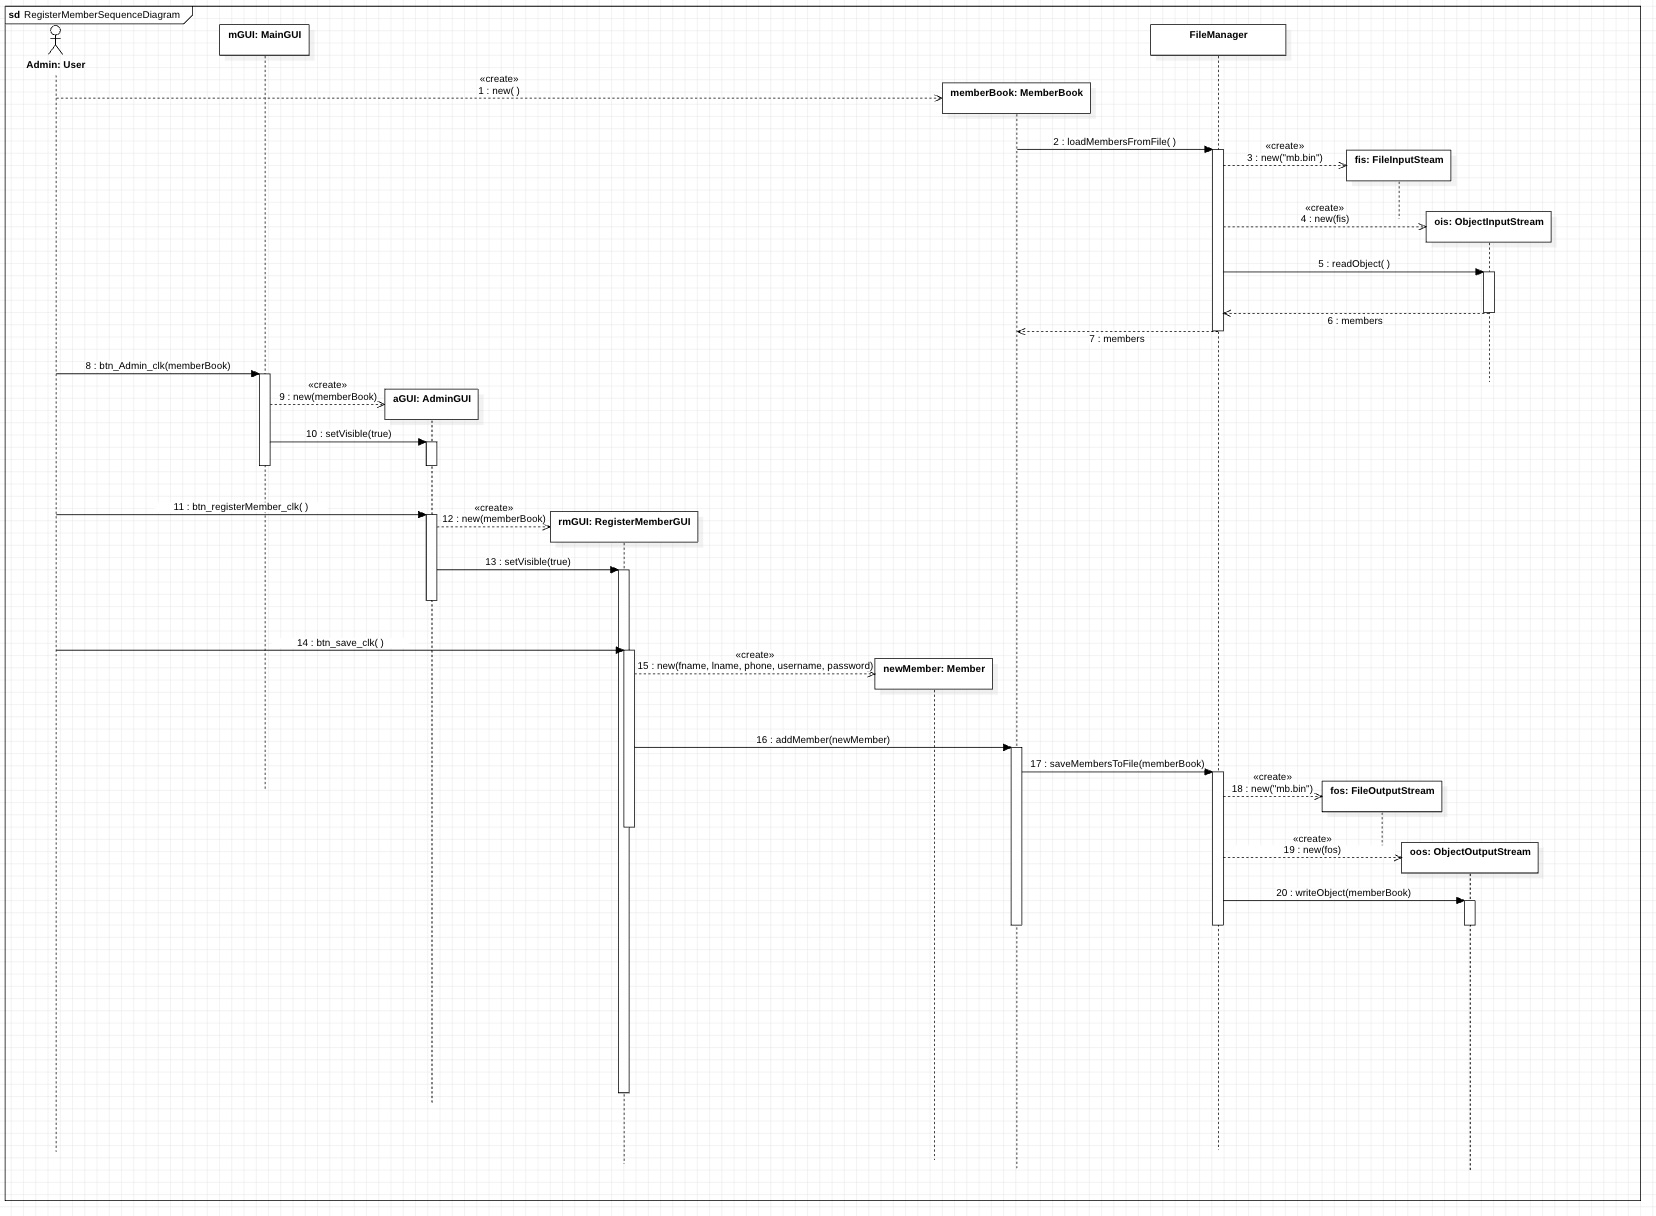 sd RegisterMemberSequenceDiagram
Admin: User
mGUI: MainGUI
FileManager
«create»
1 : new( )
memberBook: MemberBook
2 : loadMembersFromFile( )
«create»
3 : new("mb.bin")
fis: FileInputSteam
«create»
4 : new(fis)
ois: ObjectInputStream
5 : readObject( )
6 : members
7 : members
8 : btn_Admin_clk(memberBook)
«create»
9 : new(memberBook)
aGUI: AdminGUI
10 : setVisible(true)
11 : btn_registerMember_clk( )
«create»
12 : new(memberBook)
rmGUI: RegisterMemberGUI
13 : setVisible(true)
14 : btn_save_clk( )
«create»
15 : new(fname, lname, phone, username, password)
newMember: Member
16 : addMember(newMember)
17 : saveMembersToFile(memberBook)
«create»
18 : new("mb.bin")
fos: FileOutputStream
«create»
19 : new(fos)
oos: ObjectOutputStream
20 : writeObject(memberBook)